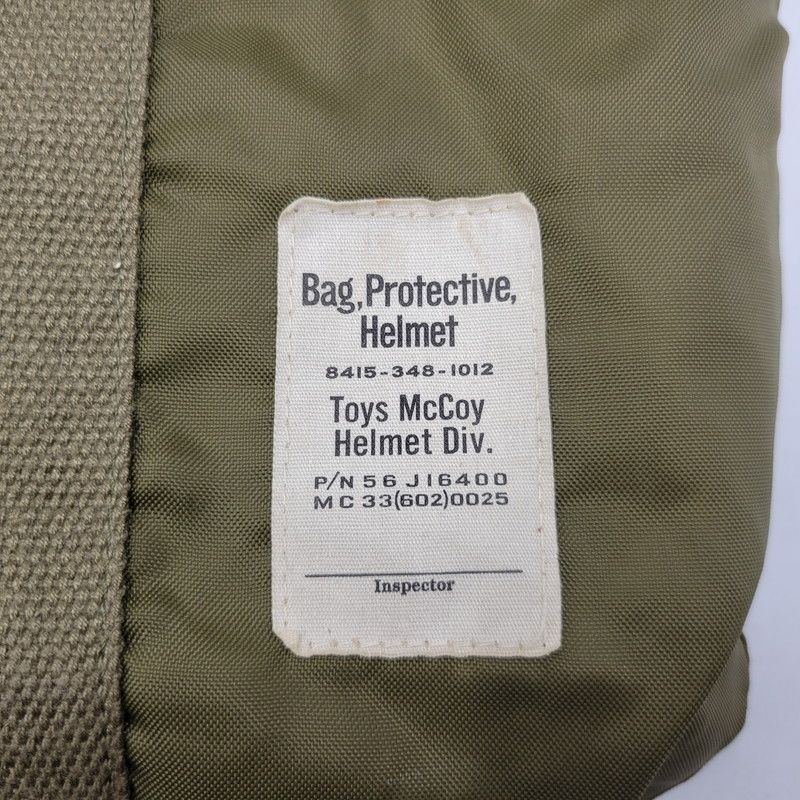 Bag, Protective,
Helmet
8415-348-1012
Toys McCoy
Helmet Div.
P/N 56 J16400
MC 33(602)0025
Inspector